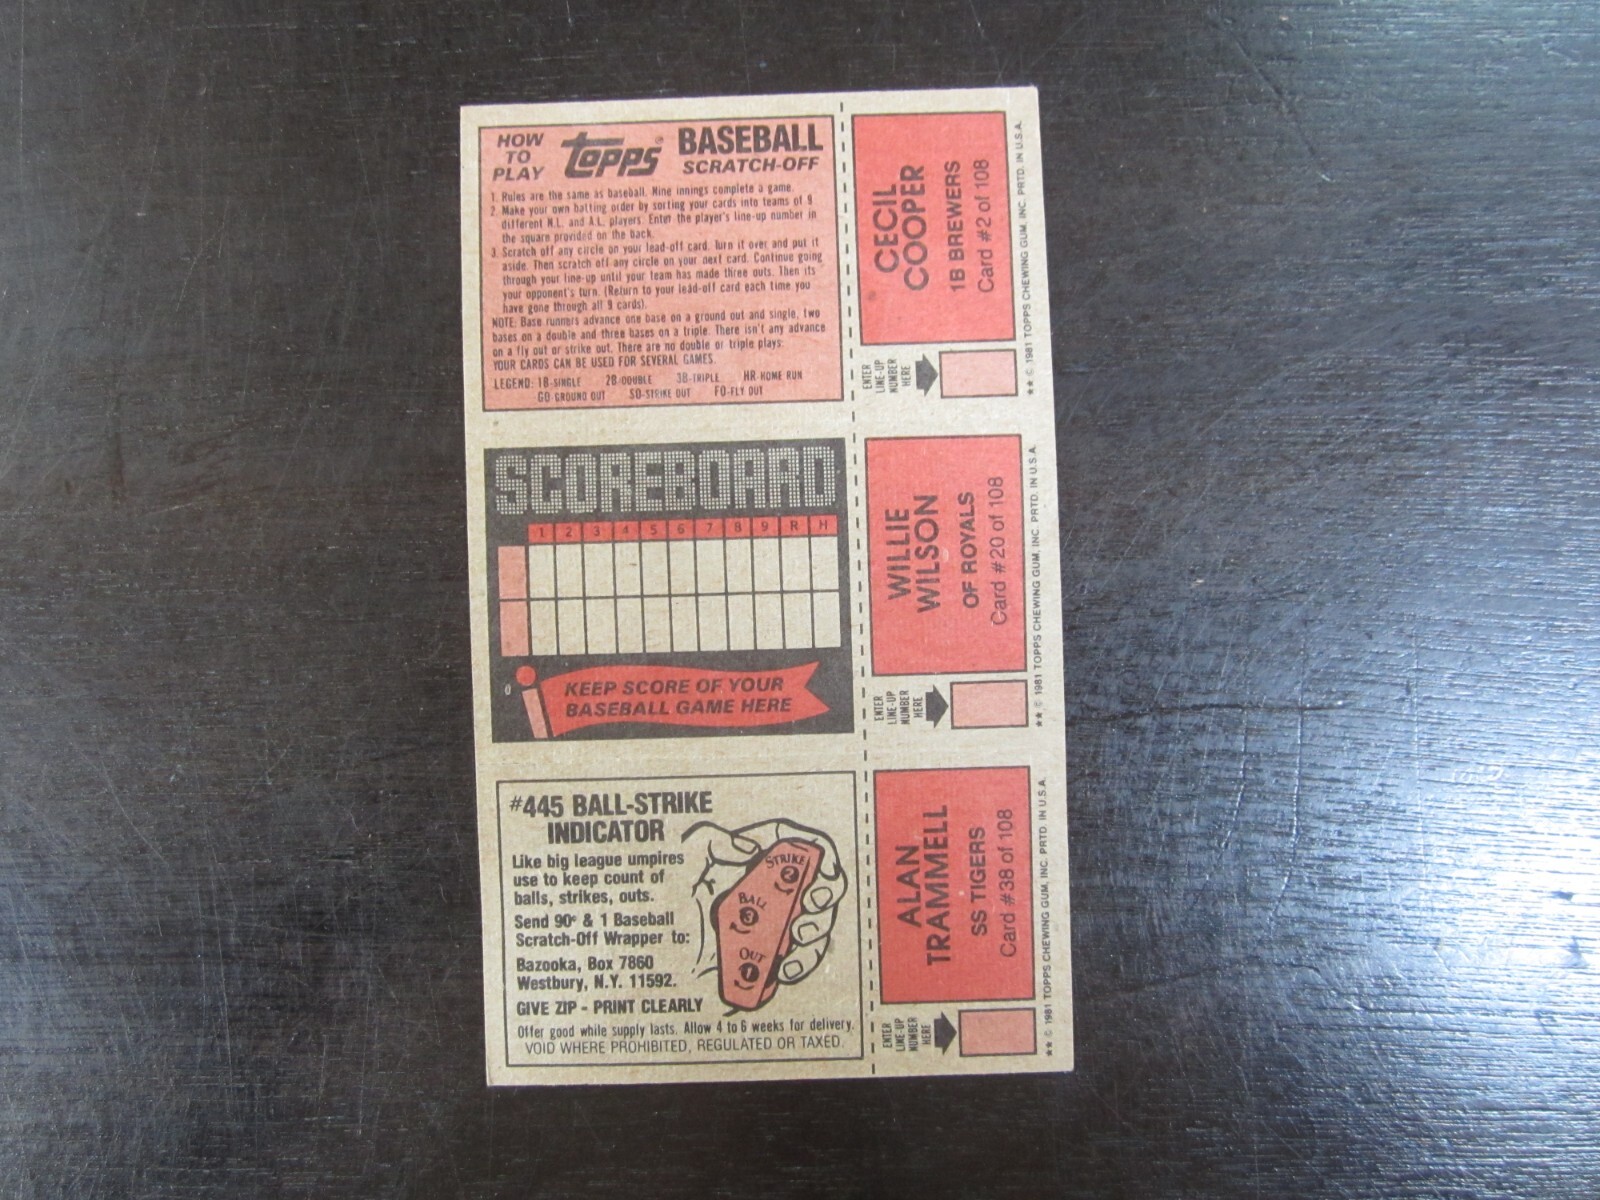 HOW
TO
PLAY
topps®
BASEBALL
SCRATCH-OFF
1. Rules are the same as baseball. Nine innings complete a game.
2. Make your own batting order by sorting your cards into teams of 9
different N.L. and A.L. players. Enter the player's line-up number in
the square provided on the back.
3. Scratch off any circle on your lead-off card. Turn it over and put it
aside. Then scratch off any circle on your next card. Continue going
through your line-up until your team has made three outs. Then its
your opponent's turn. (Return to your lead-off card each time you
have gone through all 9 cards).
NOTE: Base runners advance one base on a ground out and single, two
bases on a double and three bases on a triple. There isn't any advance
on a fly out or strike out. There are no double or triple plays.
YOUR CARDS CAN BE USED FOR SEVERAL GAMES.
LEGEND: 1B-SINGLE 2B-DOUBLE 3B-TRIPLE HR-HOME RUN
GO-GROUND OUT SO-STRIKE OUT FO-FLY OUT
SCOREBOARD
1 2 3 4 5 6 7 8 9 R H
KEEP SCORE OF YOUR
BASEBALL GAME HERE
#445 BALL-STRIKE
INDICATOR
Like big league umpires
use to keep count of
balls, strikes, outs.
Send 90¢ & 1 Baseball
Scratch-Off Wrapper to:
Bazooka, Box 7860
Westbury, N.Y. 11592.
GIVE ZIP - PRINT CLEARLY
Offer good while supply lasts. Allow 4 to 6 weeks for delivery.
VOID WHERE PROHIBITED, REGULATED OR TAXED.
STRIKE
2
BALL
3
OUT
1
CECIL
COOPER
1B BREWERS
Card #2 of 108
ENTER
LINE-UP
NUMBER
HERE
** © 1981 TOPPS CHEWING GUM, INC. PRTD. IN U.S.A.
WILLIE
WILSON
OF ROYALS
Card #20 of 108
ENTER
LINE-UP
NUMBER
HERE
** © 1981 TOPPS CHEWING GUM, INC. PRTD. IN U.S.A.
ALAN
TRAMMELL
SS TIGERS
Card #38 of 108
ENTER
LINE-UP
NUMBER
HERE
** © 1981 TOPPS CHEWING GUM, INC. PRTD. IN U.S.A.